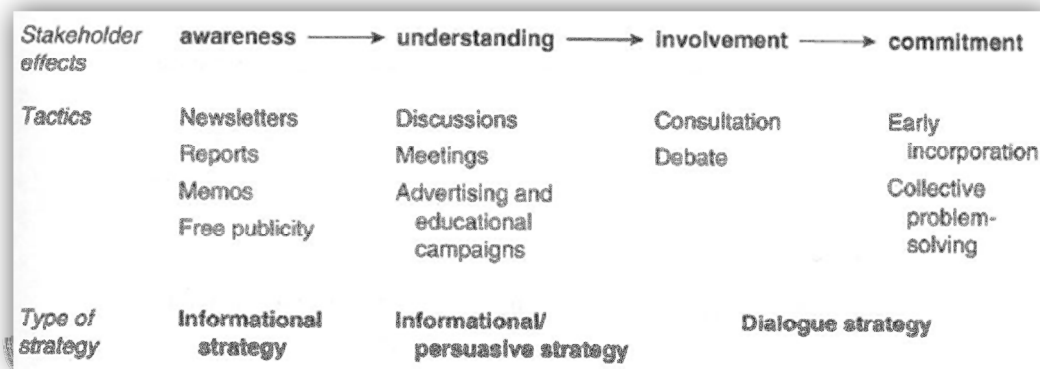 Stakeholder effects
awareness → understanding → involvement → commitment
Tactics
Newsletters
Reports
Memos
Free publicity
Discussions
Meetings
Advertising and
educational
campaigns
Consultation
Debate
Early
incorporation
Collective
problem-
solving
Type of
strategy
Informational
strategy
Informational/
persuasive strategy
Dialogue strategy